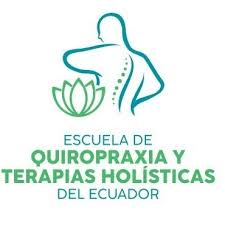 ESCUELA DE
QUIROPRAXIA Y
TERAPIAS HOLÍSTICAS
DEL ECUADOR